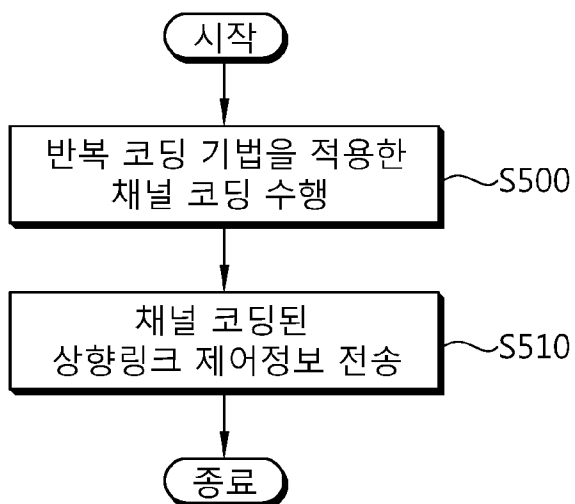 시작
반복 코딩 기법을 적용한
채널 코딩 수행
S500
채널 코딩된
상향링크 제어정보 전송
S510
종료